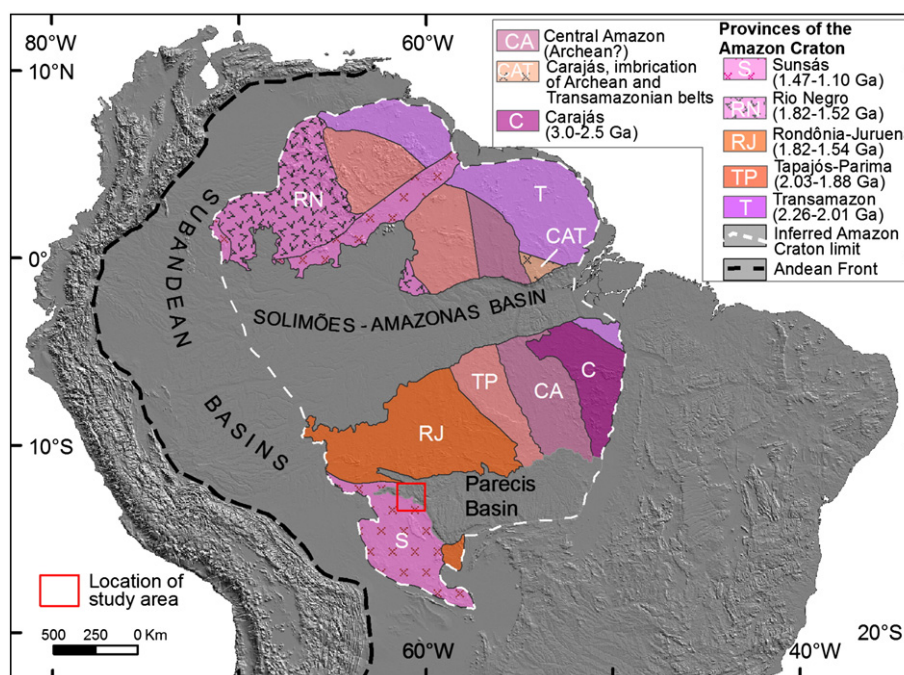 80°W
60°W
10°N
0°
10°S
CA
Central Amazon
(Archean?)
CAT
Carajás, imbrication
of Archean and
Transamazonian belts
C
Carajás
(3.0-2.5 Ga)
Provinces of the
Amazon Craton
S
Sunsás
(1.47-1.10 Ga)
RN
Rio Negro
(1.82-1.52 Ga)
RJ
Rondônia-Juruen
(1.82-1.54 Ga)
TP
Tapajós-Parima
(2.03-1.88 Ga)
T
Transamazon
(2.26-2.01 Ga)
Inferred Amazon
Craton limit
Andean Front
RN
T
CAT
SUBANDEAN
BASINS
SOLIMÕES-AMAZONAS BASIN
TP
CA
C
RJ
Parecis
Basin
S
Location of
study area
500 250 0 Km
60°W
40°W
20°S